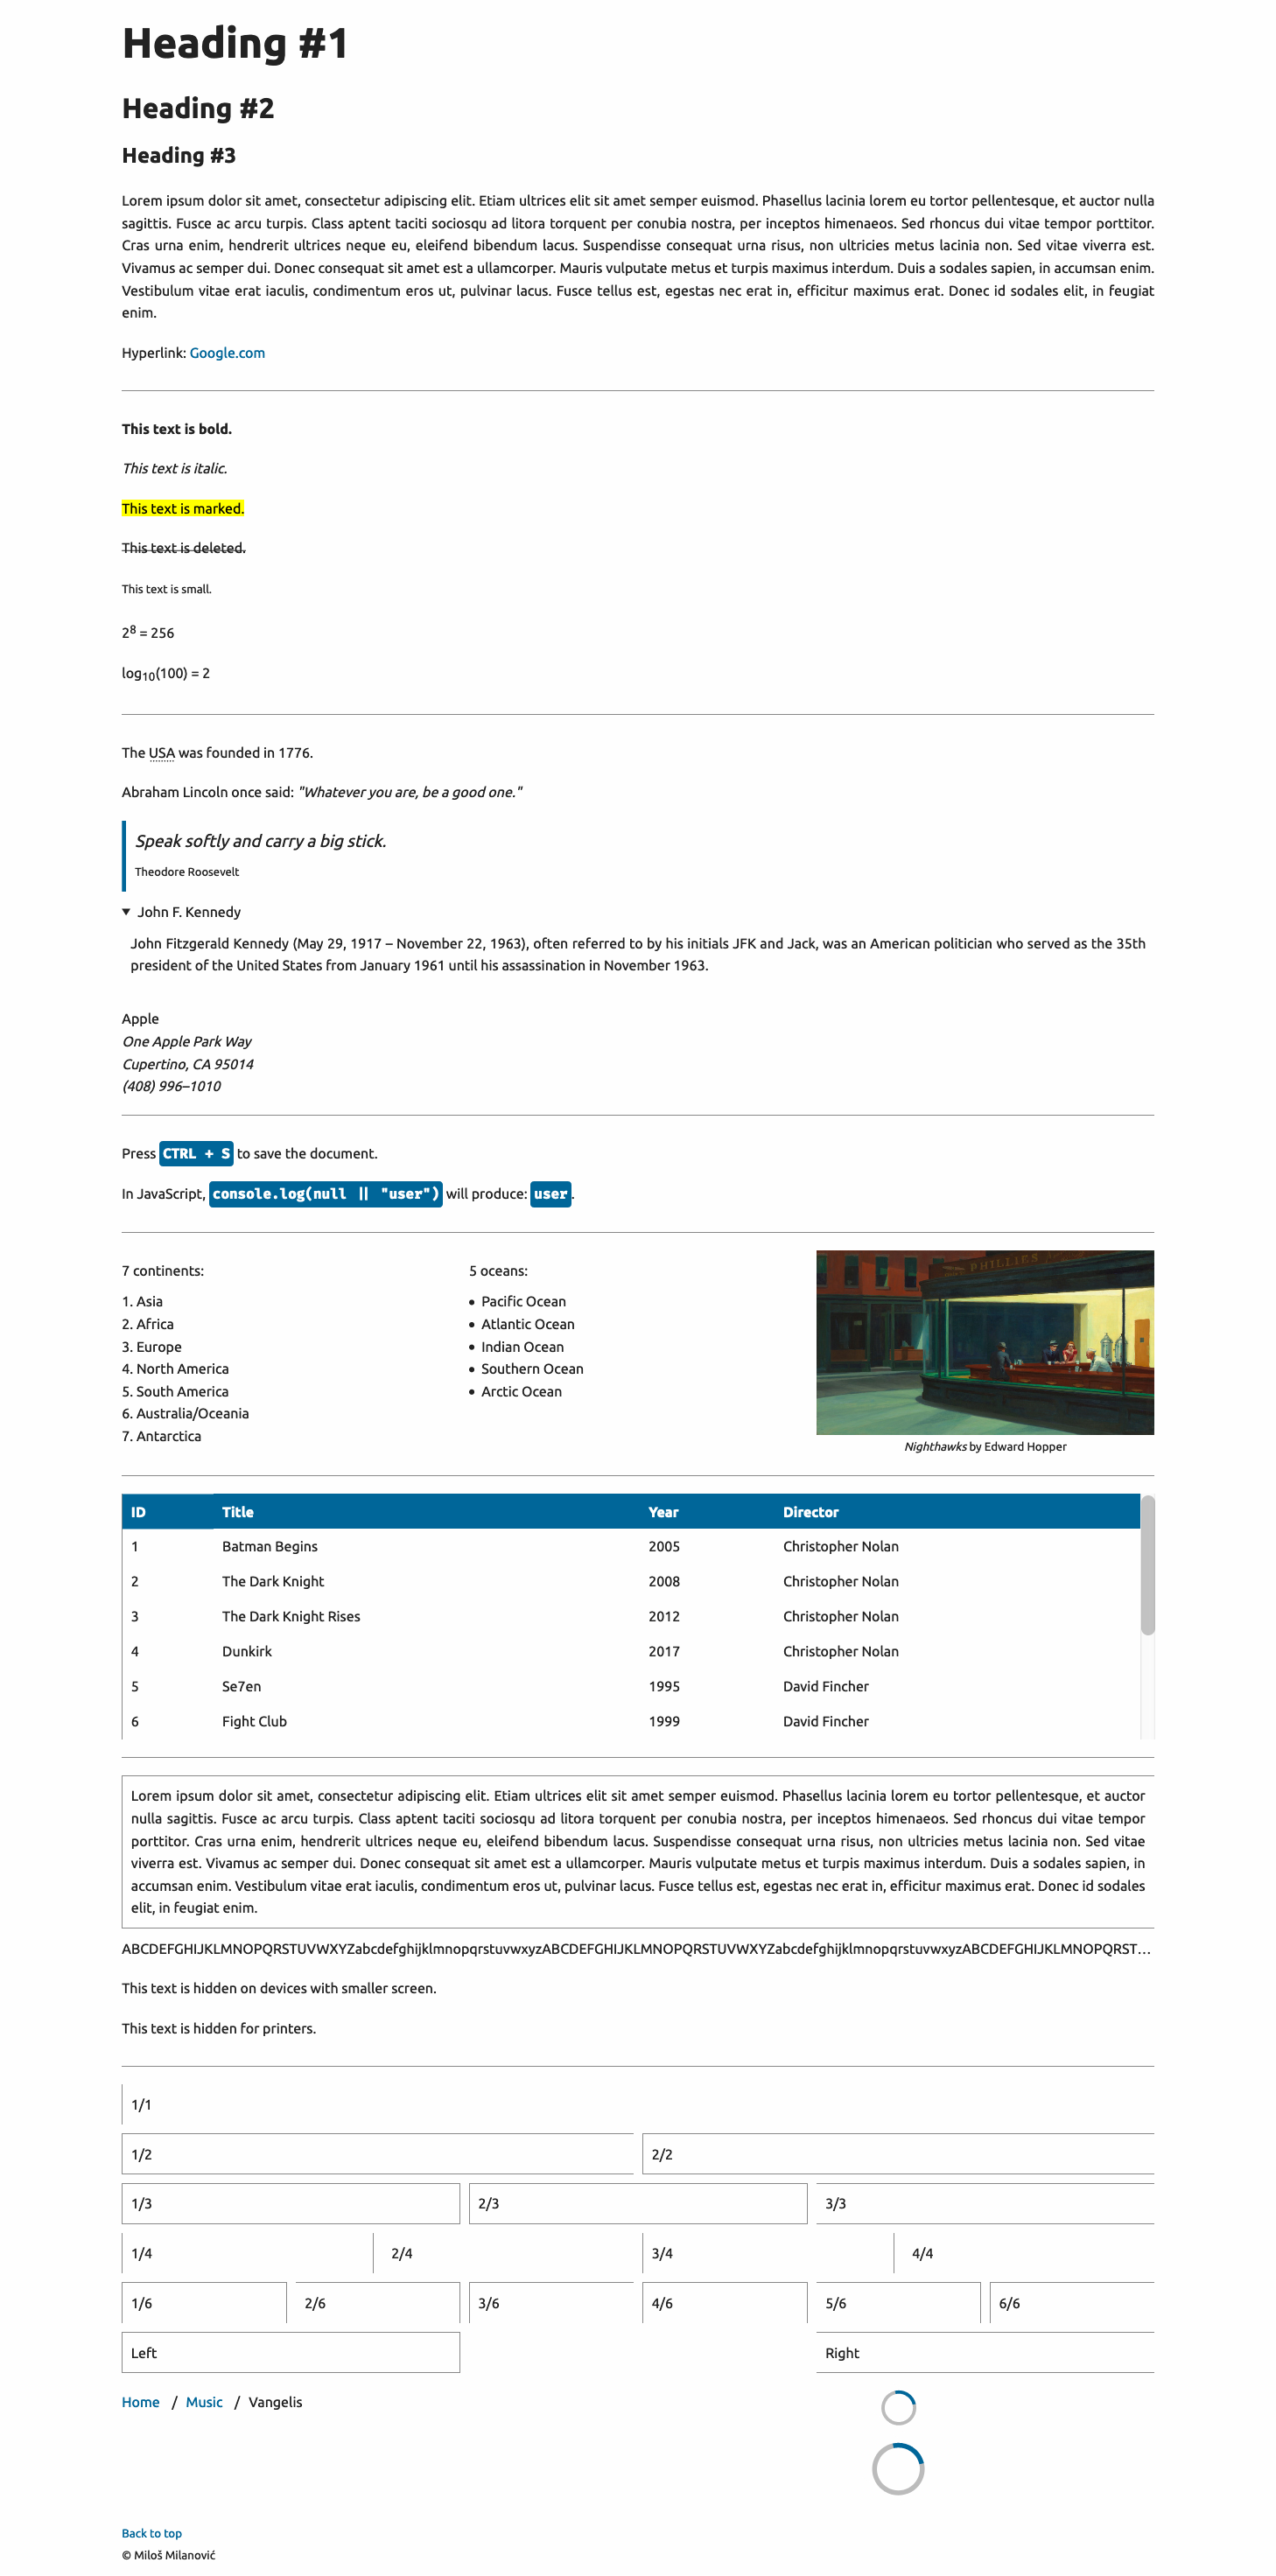 Heading #1
Heading #2
Heading #3
Lorem ipsum dolor sit amet, consectetur adipiscing elit. Etiam ultrices elit sit amet semper euismod. Phasellus lacinia lorem eu tortor pellentesque, et auctor nulla
sagittis. Fusce ac arcu turpis. Class aptent taciti sociosqu ad litora torquent per conubia nostra, per inceptos himenaeos. Sed rhoncus dui vitae tempor porttitor.
Cras urna enim, hendrerit ultrices neque eu, eleifend bibendum lacus. Suspendisse consequat urna risus, non ultricies metus lacinia non. Sed vitae viverra est.
Vivamus ac semper dui. Donec consequat sit amet est a ullamcorper. Mauris vulputate metus et turpis maximus interdum. Duis a sodales sapien, in accumsan enim.
Vestibulum vitae erat iaculis, condimentum eros ut, pulvinar lacus. Fusce tellus est, egestas nec erat in, efficitur maximus erat. Donec id sodales elit, in feugiat
enim.
Hyperlink: Google.com
This text is bold.
This text is italic.
This text is marked.
This text is deleted.
This text is small.
2⁸ = 256
log₁₀(100) = 2
The USA was founded in 1776.
Abraham Lincoln once said: "Whatever you are, be a good one."
Speak softly and carry a big stick.
Theodore Roosevelt
▼ John F. Kennedy
John Fitzgerald Kennedy (May 29, 1917 – November 22, 1963), often referred to by his initials JFK and Jack, was an American politician who served as the 35th
president of the United States from January 1961 until his assassination in November 1963.
Apple
One Apple Park Way
Cupertino, CA 95014
(408) 996–1010
Press CTRL + S to save the document.
In JavaScript, console.log(null || "user") will produce: user.
7 continents:
1. Asia
2. Africa
3. Europe
4. North America
5. South America
6. Australia/Oceania
7. Antarctica
5 oceans:
• Pacific Ocean
• Atlantic Ocean
• Indian Ocean
• Southern Ocean
• Arctic Ocean
PHILLIES
Nighthawks by Edward Hopper
ID Title Year Director
1 Batman Begins 2005 Christopher Nolan
2 The Dark Knight 2008 Christopher Nolan
3 The Dark Knight Rises 2012 Christopher Nolan
4 Dunkirk 2017 Christopher Nolan
5 Se7en 1995 David Fincher
6 Fight Club 1999 David Fincher
Lorem ipsum dolor sit amet, consectetur adipiscing elit. Etiam ultrices elit sit amet semper euismod. Phasellus lacinia lorem eu tortor pellentesque, et auctor
nulla sagittis. Fusce ac arcu turpis. Class aptent taciti sociosqu ad litora torquent per conubia nostra, per inceptos himenaeos. Sed rhoncus dui vitae tempor
porttitor. Cras urna enim, hendrerit ultrices neque eu, eleifend bibendum lacus. Suspendisse consequat urna risus, non ultricies metus lacinia non. Sed vitae
viverra est. Vivamus ac semper dui. Donec consequat sit amet est a ullamcorper. Mauris vulputate metus et turpis maximus interdum. Duis a sodales sapien, in
accumsan enim. Vestibulum vitae erat iaculis, condimentum eros ut, pulvinar lacus. Fusce tellus est, egestas nec erat in, efficitur maximus erat. Donec id sodales
elit, in feugiat enim.
ABCDEFGHIJKLMNOPQRSTUVWXYZabcdefghijklmnopqrstuvwxyzABCDEFGHIJKLMNOPQRSTUVWXYZabcdefghijklmnopqrstuvwxyzABCDEFGHIJKLMNOPQRST…
This text is hidden on devices with smaller screen.
This text is hidden for printers.
1/1
1/2 2/2
1/3 2/3 3/3
1/4 2/4 3/4 4/4
1/6 2/6 3/6 4/6 5/6 6/6
Left Right
Home / Music / Vangelis
Back to top
© Miloš Milanović